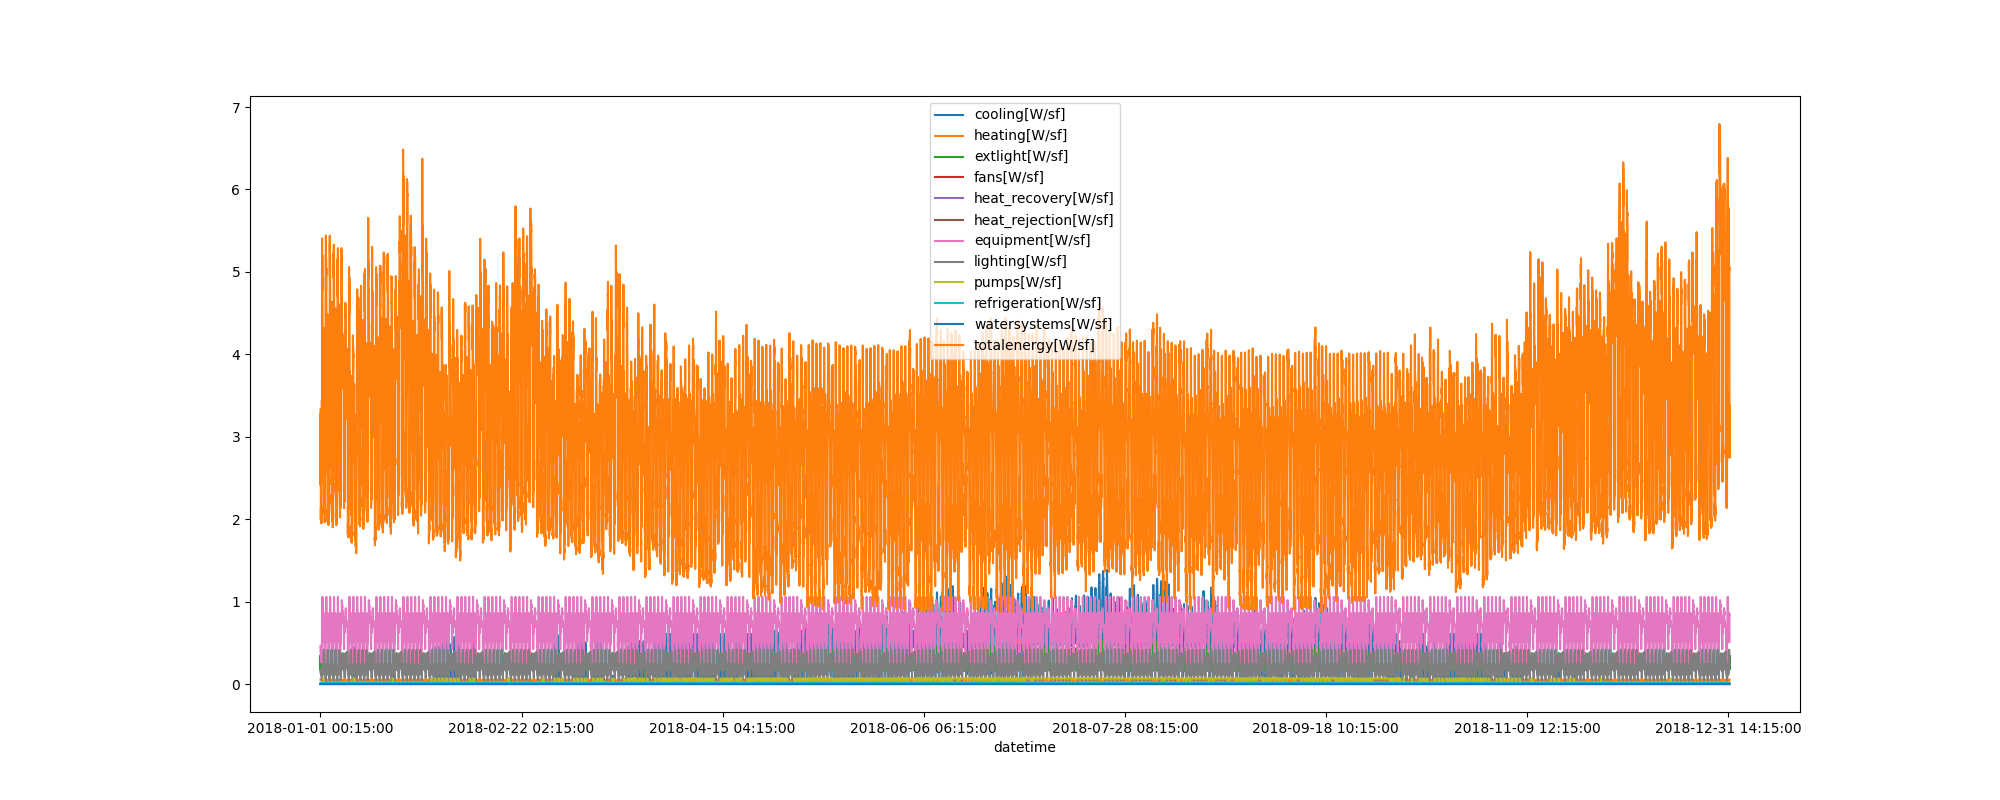 7
6
5
4
3
2
1
0
cooling[W/sf]
heating[W/sf]
extlight[W/sf]
fans[W/sf]
heat_recovery[W/sf]
heat_rejection[W/sf]
equipment[W/sf]
lighting[W/sf]
pumps[W/sf]
refrigeration[W/sf]
watersystems[W/sf]
totalenergy[W/sf]
2018-01-01 00:15:00 2018-02-22 02:15:00 2018-04-15 04:15:00 2018-06-06 06:15:00 2018-07-28 08:15:00 2018-09-18 10:15:00 2018-11-09 12:15:00 2018-12-31 14:15:00
datetime